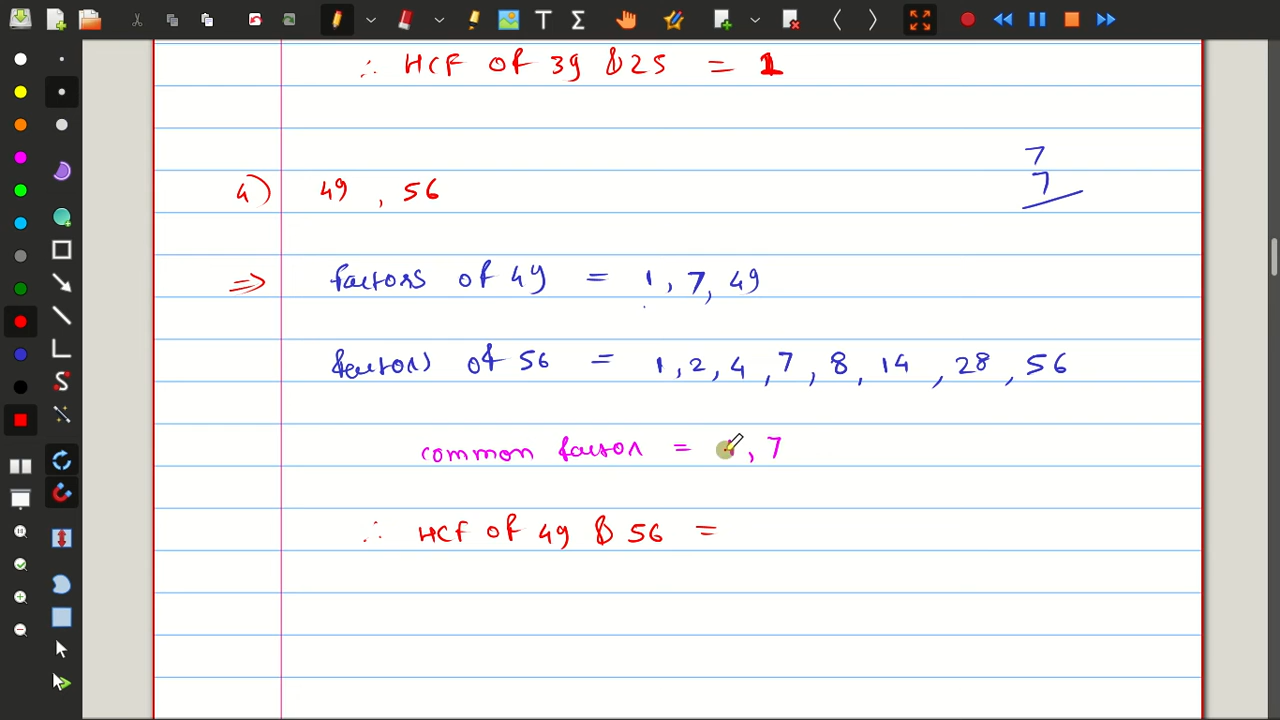 ∴ HCF of 39 & 25 = 1
7
4) 49 , 56
7
⇒ factors of 49 = 1, 7, 49
factors of 56 = 1, 2, 4, 7, 8, 14, 28, 56
common factor = , 7
∴ HCF of 49 & 56 =